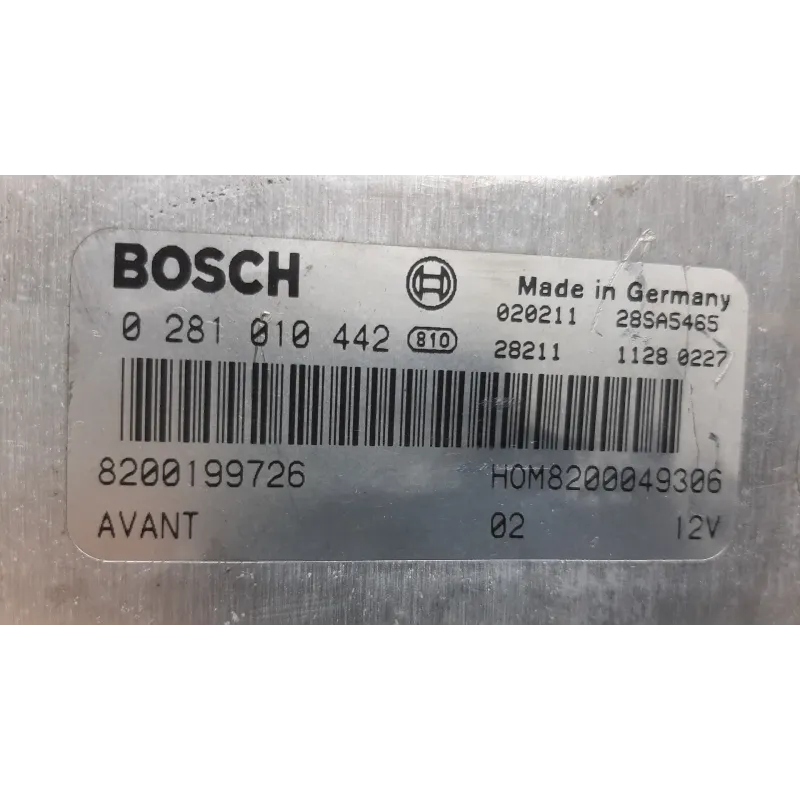 BOSCH
Made in Germany
020211 28SA5465
0 281 010 442 810
28211 1128 0227
8200199726 HOM8200049306
AVANT 02 12V